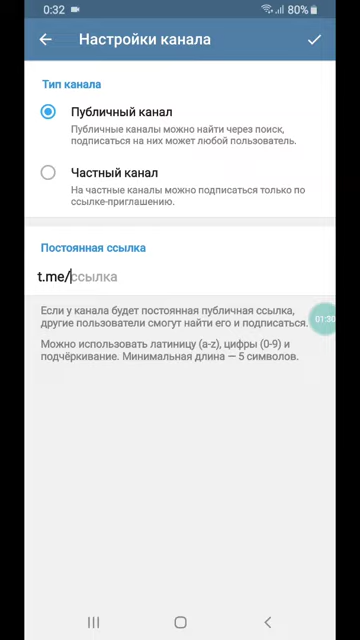 0:32 80%
Настройки канала
Тип канала
Публичный канал
Публичные каналы можно найти через поиск,
подписаться на них может любой пользователь.
Частный канал
На частные каналы можно подписаться только по
ссылке-приглашению.
Постоянная ссылка
t.me/ссылка
Если у канала будет постоянная публичная ссылка,
другие пользователи смогут найти его и подписаться.
01:30
Можно использовать латиницу (a-z), цифры (0-9) и
подчёркивание. Минимальная длина — 5 символов.